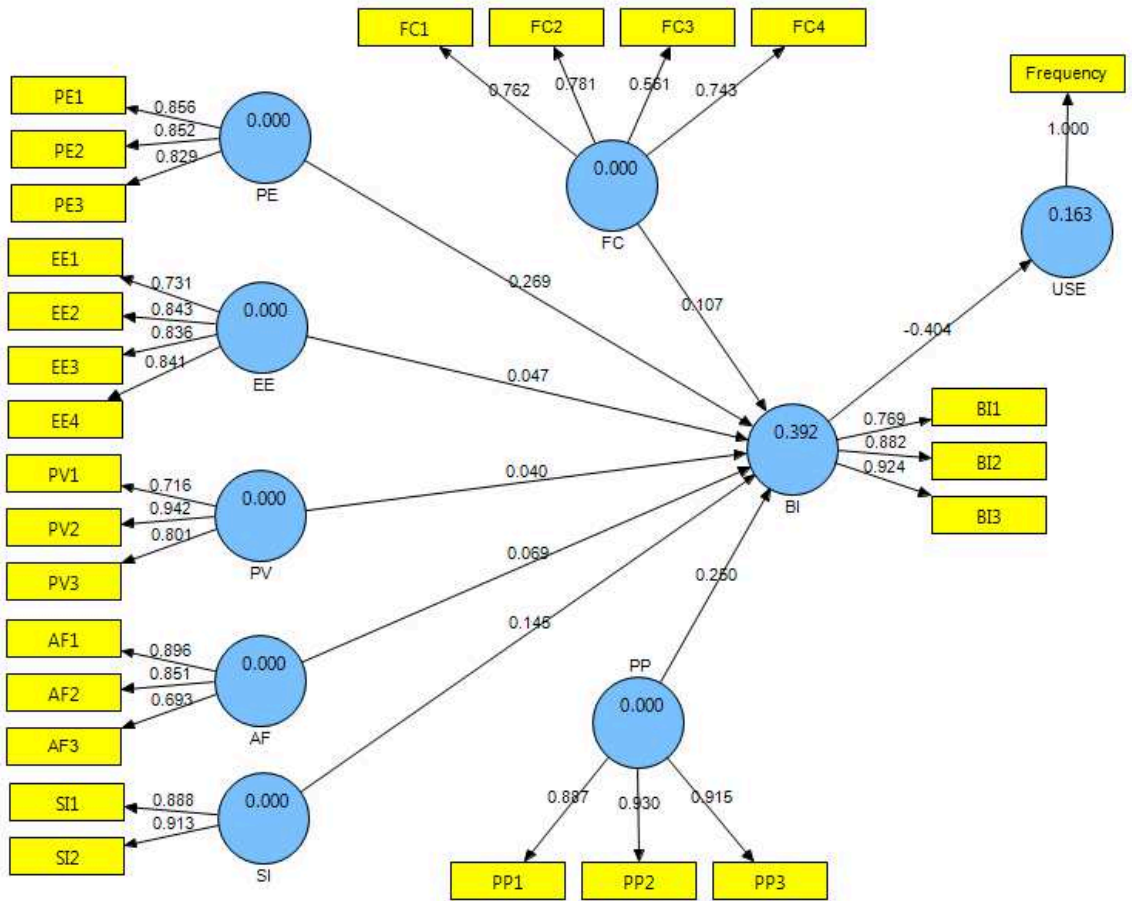 FC1
FC2
FC3
FC4
0.762
0.781
0.561
0.743
0.000
FC
Frequency
1.000
0.163
USE
PE1
PE2
PE3
0.856
0.852
0.829
0.000
PE
0.269
0.107
-0.404
EE1
EE2
EE3
EE4
0.731
0.843
0.836
0.841
0.000
EE
0.047
0.392
BI
0.769
0.882
0.924
BI1
BI2
BI3
PV1
PV2
PV3
0.716
0.942
0.801
0.000
PV
0.040
AF1
AF2
AF3
0.896
0.851
0.693
0.000
AF
0.069
SI1
SI2
0.888
0.913
0.000
SI
0.145
0.250
PP
0.000
0.887
0.930
0.915
PP1
PP2
PP3